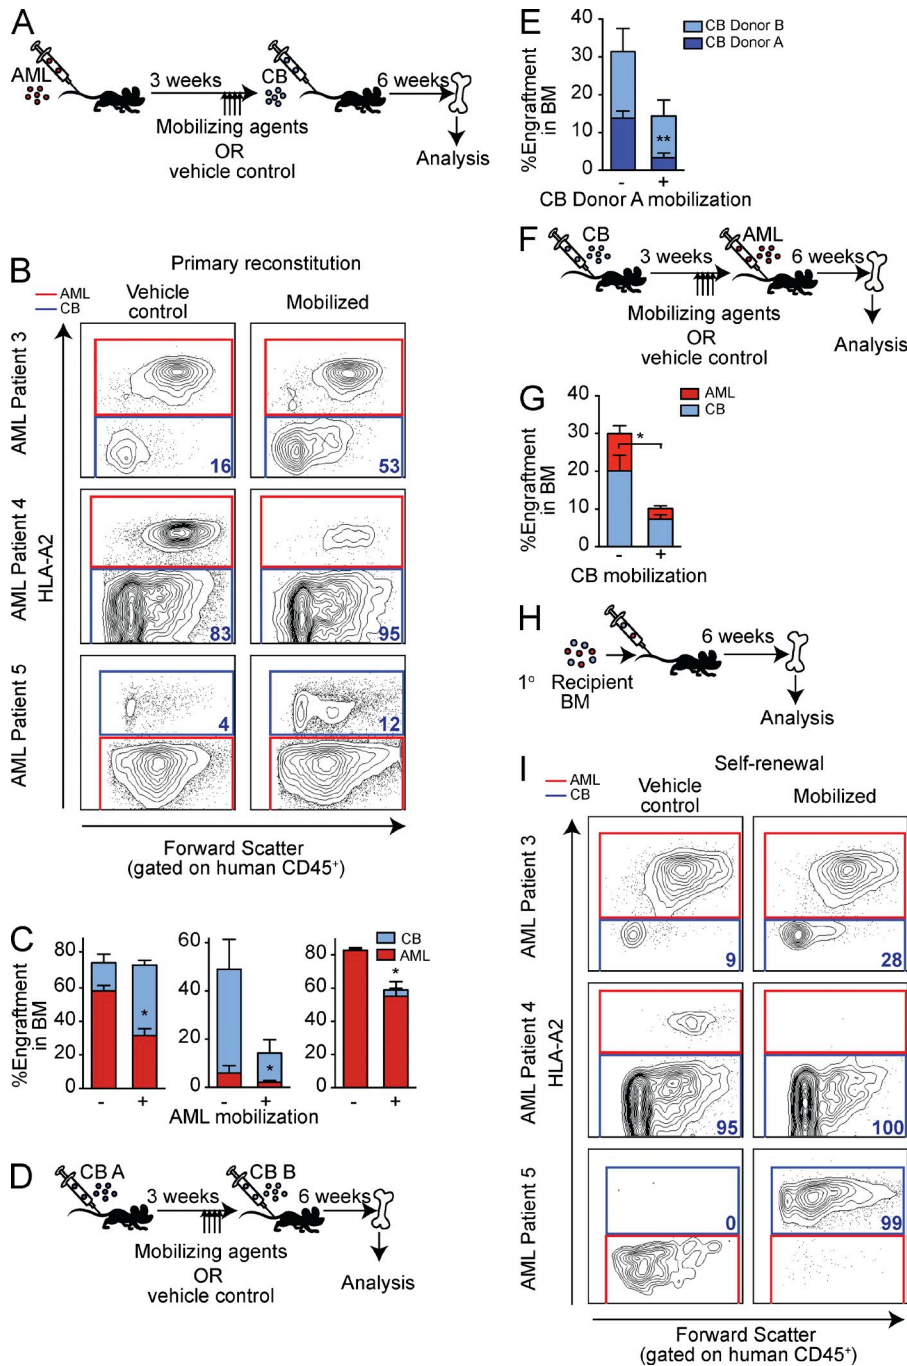 A
AML
3 weeks
CB
6 weeks
Mobilizing agents
OR
vehicle control
Analysis
B
Primary reconstitution
AML
CB
Vehicle
control
Mobilized
AML Patient 3
16
53
AML Patient 4
HLA-A2
83
95
AML Patient 5
4
12
Forward Scatter
(gated on human CD45+)
C
%Engraftment
in BM
80
60
40
20
0
60
40
20
0
80
60
40
20
0
CB
AML
*
*
*
- +
- +
- +
AML mobilization
D
CB A
3 weeks
CB B
6 weeks
Mobilizing agents
OR
vehicle control
Analysis
E
CB Donor B
CB Donor A
%Engraftment
in BM
40
30
20
10
0
**
- +
CB Donor A mobilization
F
CB
3 weeks
AML
6 weeks
Mobilizing agents
OR
vehicle control
Analysis
G
AML
CB
%Engraftment
in BM
40
30
20
10
0
*
- +
CB mobilization
H
6 weeks
1° Recipient
BM
Analysis
I
Self-renewal
AML
CB
Vehicle
control
Mobilized
AML Patient 3
9
28
AML Patient 4
HLA-A2
95
100
AML Patient 5
0
99
Forward Scatter
(gated on human CD45+)